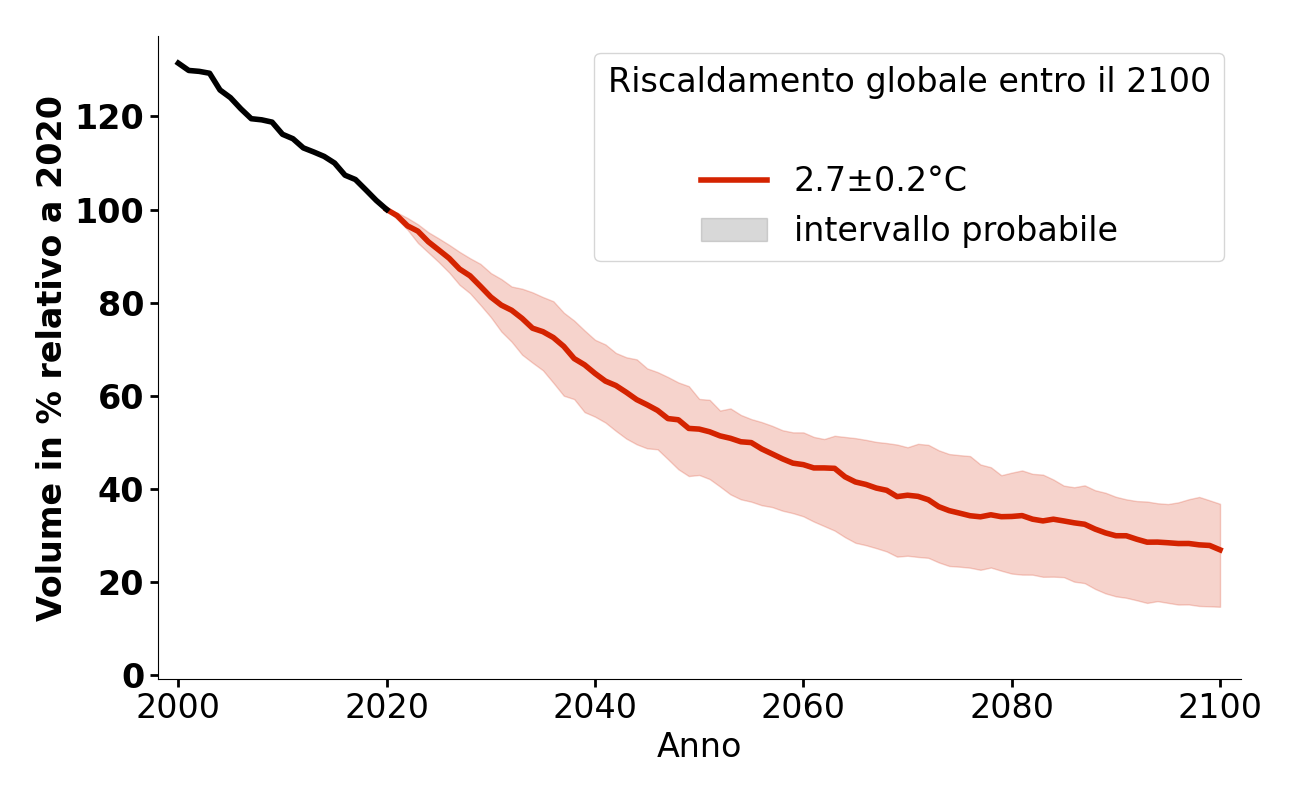 Volume in % relativo a 2020
120
100
80
60
40
20
0
Riscaldamento globale entro il 2100
2.7±0.2°C
intervallo probabile
2000 2020 2040 2060 2080 2100
Anno